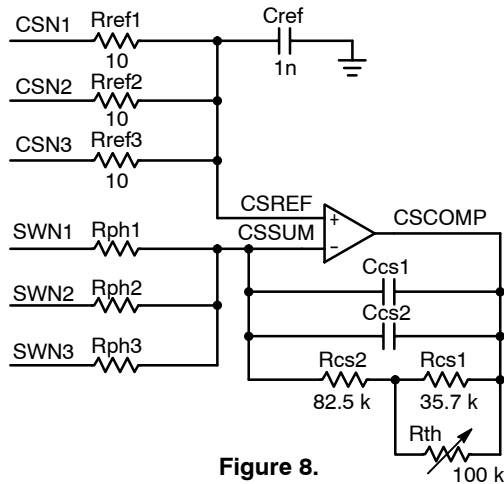 CSN1 Rref1 Cref
10 1n
CSN2 Rref2
10
CSN3 Rref3
10
CSREF
+
CSCOMP
SWN1 Rph1 CSSUM
−
Ccs1
SWN2 Rph2
Ccs2
SWN3 Rph3 Rcs2 Rcs1
82.5 k 35.7 k
Rth
100 k
Figure 8.